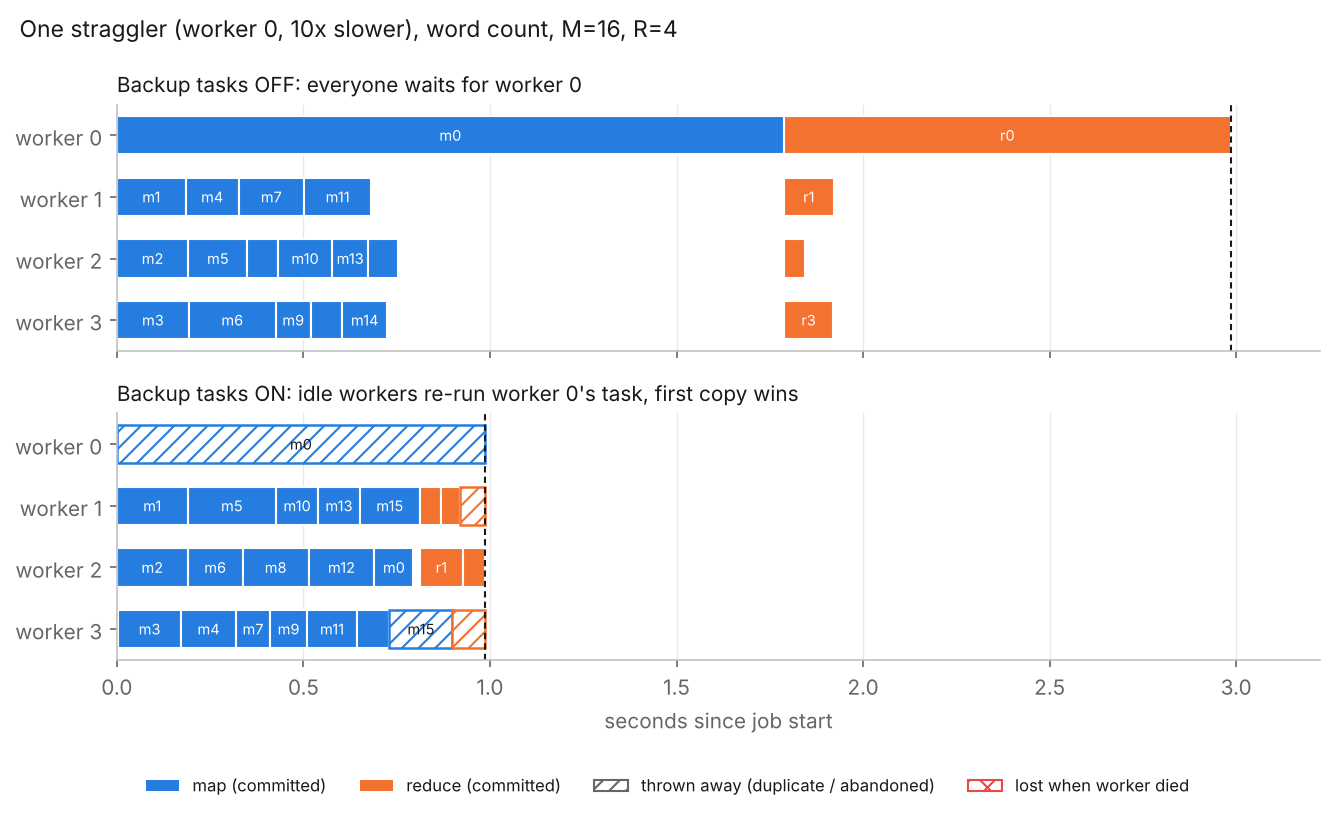 One straggler (worker 0, 10x slower), word count, M=16, R=4
Backup tasks OFF: everyone waits for worker 0
worker 0 m0 r0
worker 1 m1 m4 m7 m11 r1
worker 2 m2 m5 m10 m13
worker 3 m3 m6 m9 m14 r3
Backup tasks ON: idle workers re-run worker 0's task, first copy wins
worker 0 m0
worker 1 m1 m5 m10 m13 m15
worker 2 m2 m6 m8 m12 m0 r1
worker 3 m3 m4 m7 m9 m11 m15
0.0 0.5 1.0 1.5 2.0 2.5 3.0
seconds since job start
map (committed) reduce (committed) thrown away (duplicate / abandoned) lost when worker died